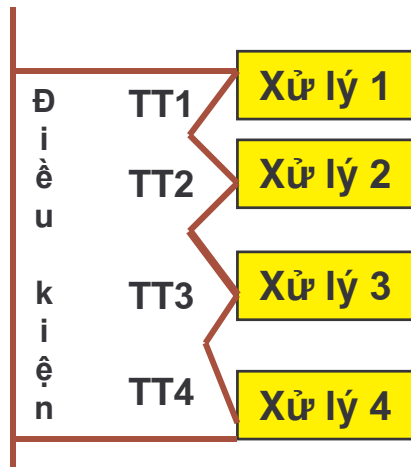 Điều kiện
TT1
Xử lý 1
TT2
Xử lý 2
TT3
Xử lý 3
TT4
Xử lý 4